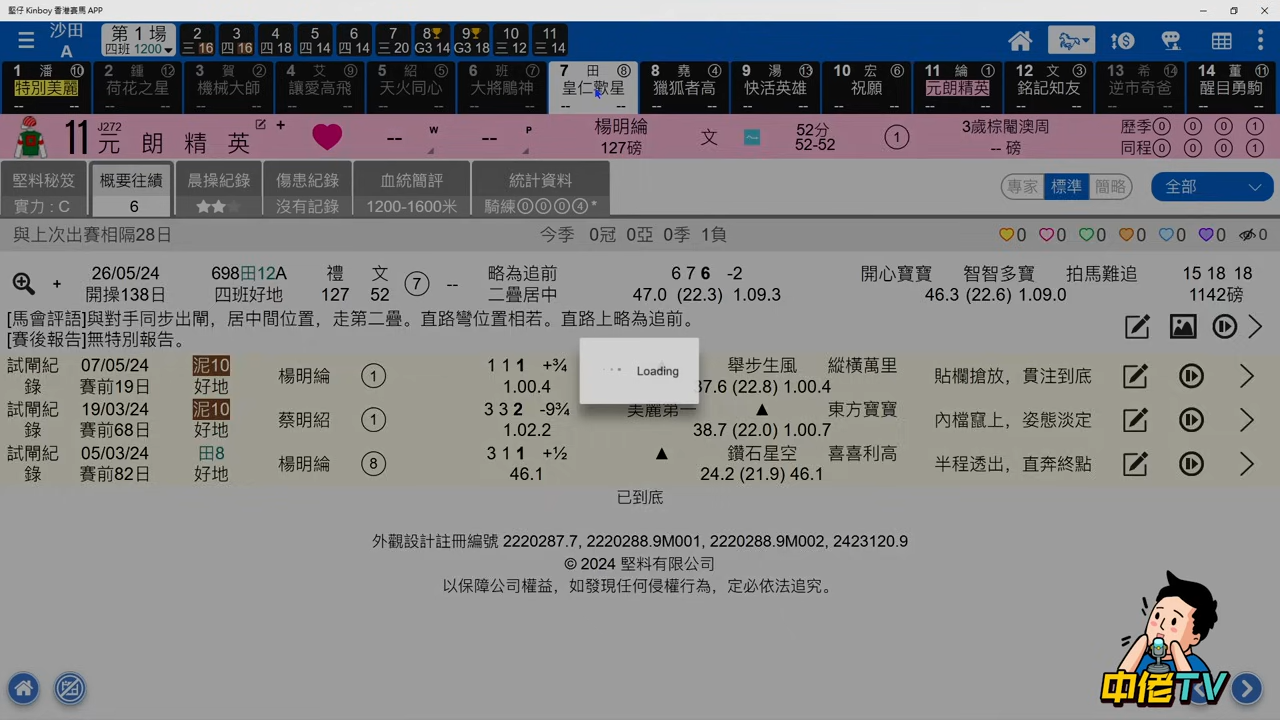 堅仔 Kinboy 香港賽馬 APP
沙田 A
第 1 場 四班 1200
2 三 16
3 四 16
4 四 18
5 四 14
6 四 14
7 三 20
8 G3 14
9 G3 18
10 三 12
11 三 14
1 潘 ⑩ 特別美麗 -- --
2 鍾 ⑫ 荷花之星 -- --
3 賀 ② 機械大師 -- --
4 艾 ⑨ 讓愛高飛 -- --
5 紹 ⑤ 天火同心 -- --
6 班 ⑦ 大將鵰神 -- --
7 田 ⑧ 皇仁歡星 -- --
8 堯 ④ 獵狐者高 -- --
9 湯 ⑬ 快活英雄 -- --
10 宏 ⑥ 祝願 -- --
11 綸 ① 元朗精英 -- --
12 文 ③ 銘記知友 -- --
13 希 ⑭ 逆市奇爸 -- --
14 董 ⑪ 醒目勇駒 -- --
11 J272 元朗精英 + -- W -- P 楊明綸 127磅 文 52分 52-52 ① 3歲棕閹澳周 -- 磅
歷季⓪ ⓪ ⓪ ①
同程⓪ ⓪ ⓪ ①
堅料秘笈 實力 : C
概要往績 6
晨操紀錄 ★★★
傷患紀錄 沒有記錄
血統簡評 1200-1600米
統計資料 騎練⓪⓪⓪④ *
專家 標準 簡略 全部
與上次出賽相隔28日
今季 0冠 0亞 0季 1負
0 0 0 0 0 0 0
+ 26/05/24 698田12A 禮 文 ⑦ -- 略為追前 6 7 6 -2 開心寶寶 智智多寶 拍馬難追 15 18 18
開操138日 四班好地 127 52 二疊居中 47.0 (22.3) 1.09.3 46.3 (22.6) 1.09.0 1142磅
[馬會評語]與對手同步出閘，居中間位置，走第二疊。直路彎位置相若。直路上略為追前。
[賽後報告]無特別報告。
試閘紀錄 07/05/24 泥10 楊明綸 ① 1 1 1 +¾ 舉步生風 縱橫萬里 貼欄搶放，貫注到底
賽前19日 好地 1.00.4 37.6 (22.8) 1.00.4
Loading
試閘紀錄 19/03/24 泥10 蔡明紹 ① 3 3 2 -9¾ 美麗第一 ▲ 東方寶寶 內檔竄上，姿態淡定
賽前68日 好地 1.02.2 38.7 (22.0) 1.00.7
試閘紀錄 05/03/24 田8 楊明綸 ⑧ 3 1 1 +½ ▲ 鑽石星空 喜喜利高 半程透出，直奔終點
賽前82日 好地 46.1 24.2 (21.9) 46.1
已到底
外觀設計註冊編號 2220287.7, 2220288.9M001, 2220288.9M002, 2423120.9
© 2024 堅料有限公司
以保障公司權益，如發現任何侵權行為，定必依法追究。
中佬TV